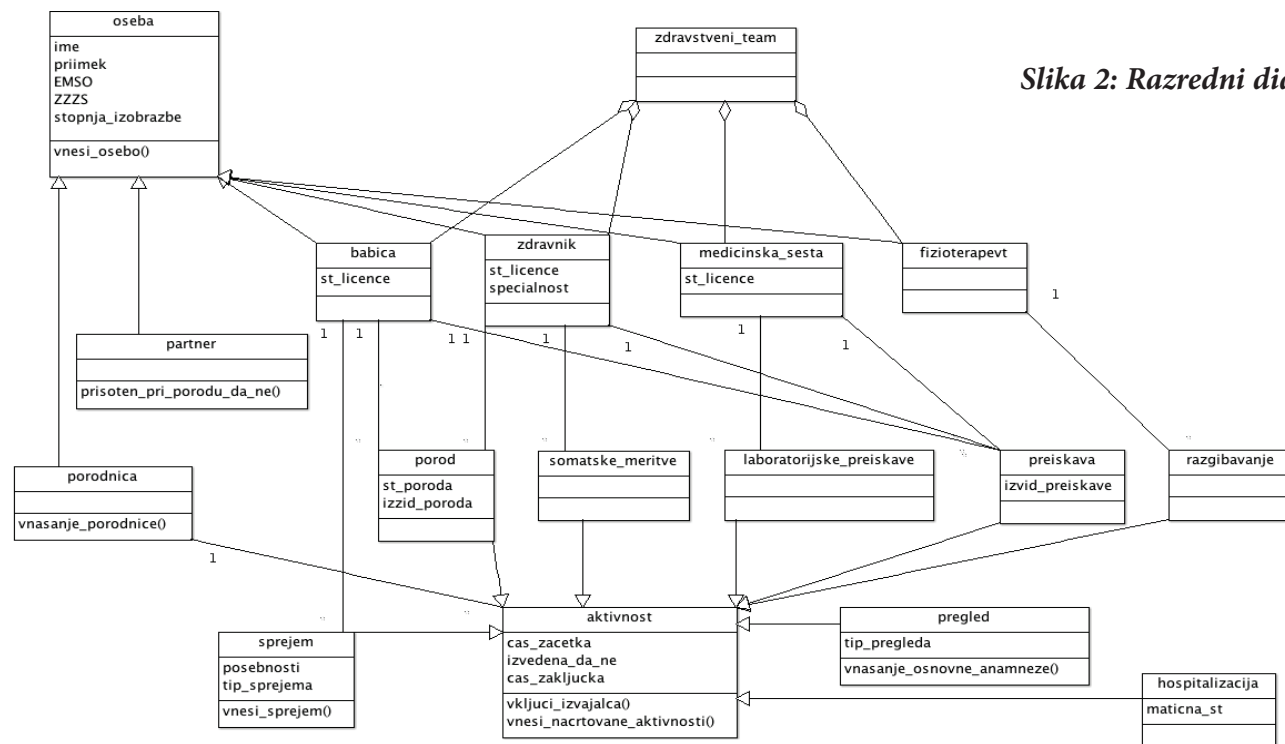 oseba
ime
priimek
EMSO
ZZZS
stopnja_izobrazbe
vnesi_osebo()
zdravstveni_team
Slika 2: Razredni
babica
st_licence
zdravnik
st_licence
specialnost
medicinska_sesta
st_licence
fizioterapevt
1
1
1
1
1
1
1
1
1
partner
prisoten_pri_porodu_da_ne()
porodnica
vnasanje_porodnice()
1
porod
st_poroda
izzid_poroda
somatske_meritve
laboratorijske_preiskave
preiskava
izvid_preiskave
razgibavanje
sprejem
posebnosti
tip_sprejema
vnesi_sprejem()
aktivnost
cas_zacetka
izvedena_da_ne
cas_zakljucka
vkljuci_izvajalca()
vnesi_nacrtovane_aktivnosti()
pregled
tip_pregleda
vnasanje_osnovne_anamneze()
hospitalizacija
maticna_st